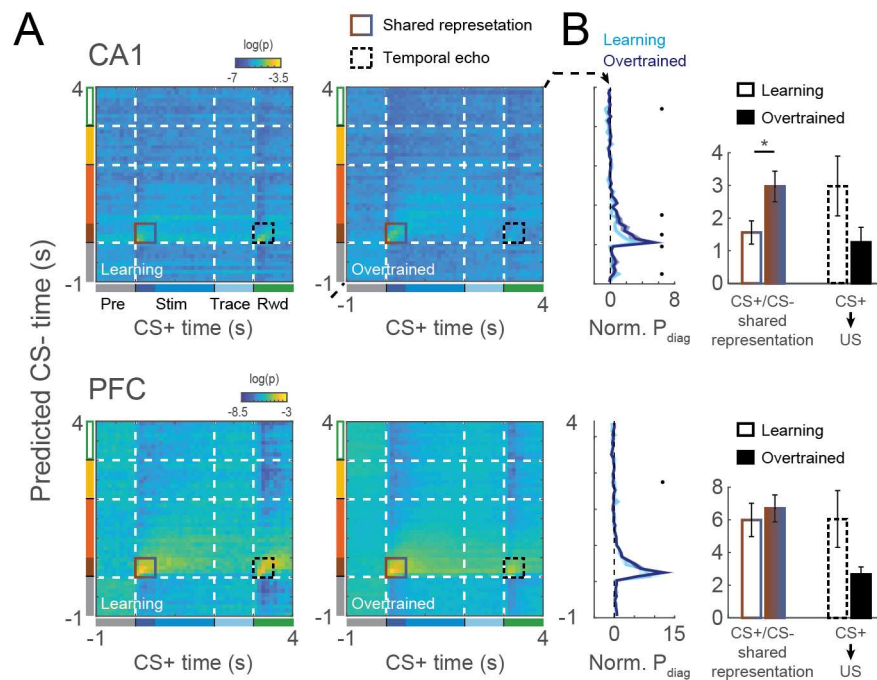 A
CA1
log(p)
-7
-3.5
Shared represetation
Temporal echo
B
Learning
Overtrained
4
-1
Learning
Pre
Stim
Trace
Rwd
CS+ time (s)
Predicted CS- time (s)
4
-1
Overtrained
-1
4
CS+ time (s)
0
8
Norm. Pdiag
Learning
Overtrained
*
4
3
2
1
0
CS+/CS-
shared
representation
CS+
US
PFC
log(p)
-8.5
-3
4
-1
Learning
-1
4
CS+ time (s)
Overtrained
-1
4
CS+ time (s)
4
-1
0
15
Norm. Pdiag
Learning
Overtrained
8
6
4
2
0
CS+/CS-
shared
representation
CS+
US